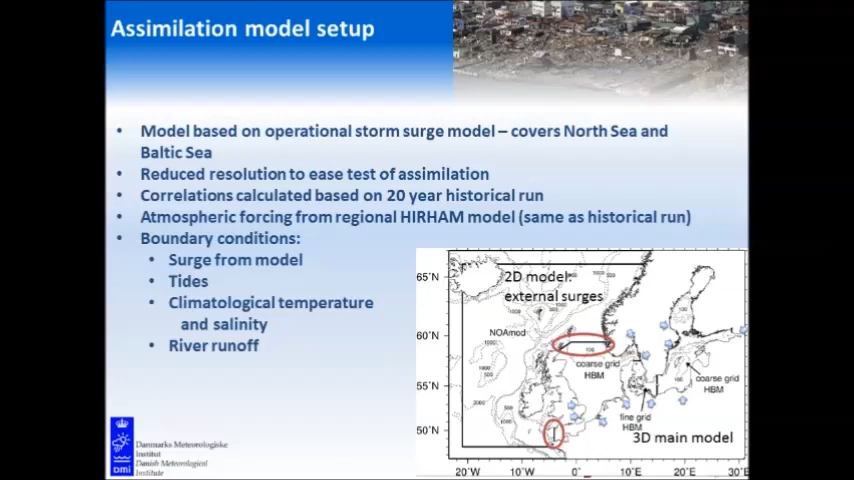 Assimilation model setup
• Model based on operational storm surge model – covers North Sea and
Baltic Sea
• Reduced resolution to ease test of assimilation
• Correlations calculated based on 20 year historical run
• Atmospheric forcing from regional HIRHAM model (same as historical run)
• Boundary conditions:
• Surge from model
• Tides
• Climatological temperature
and salinity
• River runoff
65°N
60°N
55°N
50°N
20°W 10°W 0° 10°E 20°E 30°E
2D model:
external surges
NOAmod
coarse grid
HBM
coarse grid
HBM
fine grid
HBM
3D main model
DMI
Danmarks Meteorologiske
Institut
Danish Meteorological
Institute